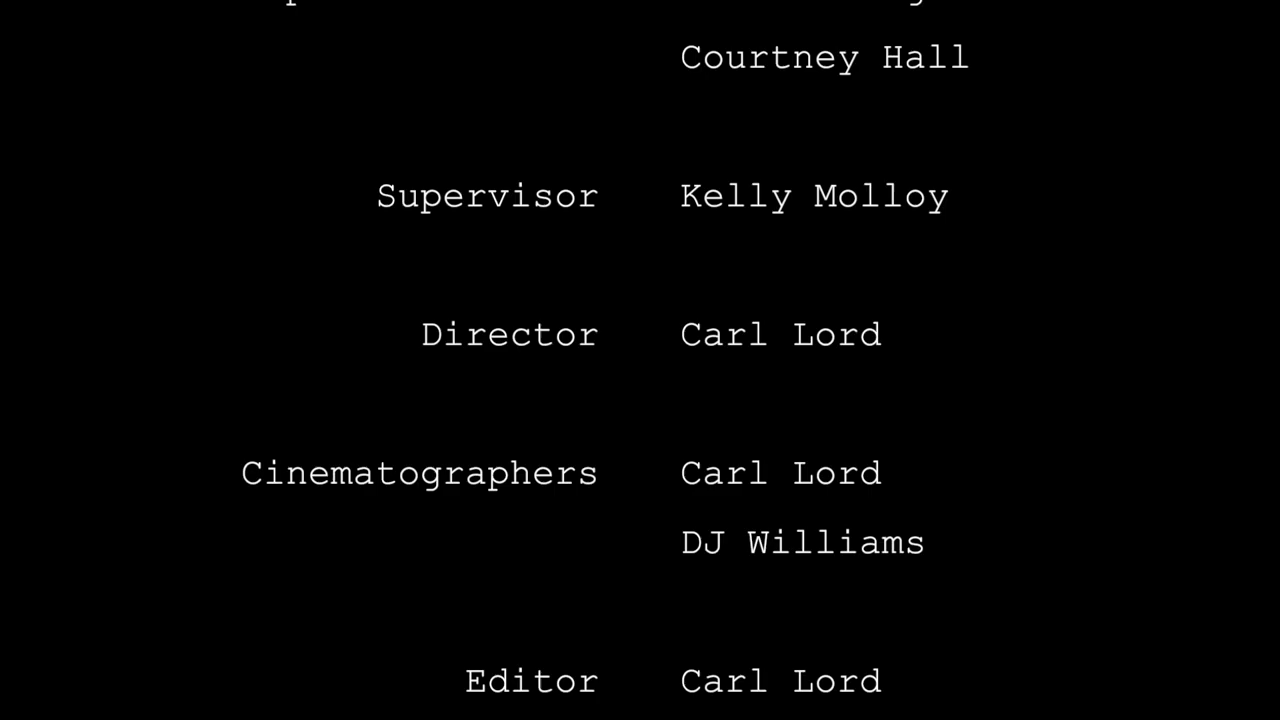 Courtney Hall
Supervisor Kelly Molloy
Director Carl Lord
Cinematographers Carl Lord
DJ Williams
Editor Carl Lord